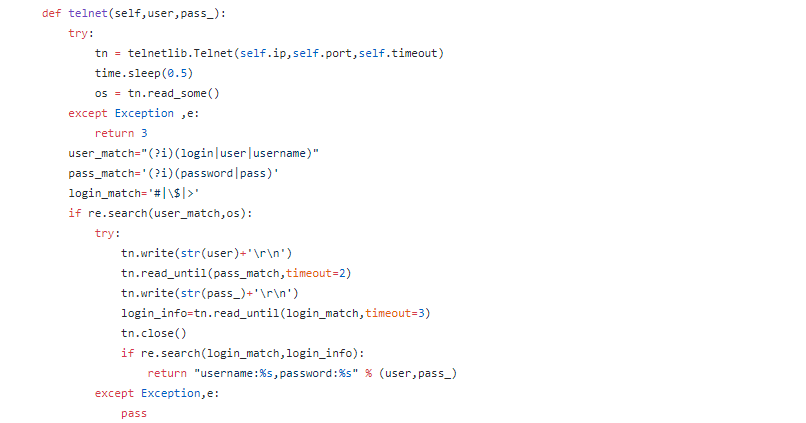 def telnet(self,user,pass_):
    try:
        tn = telnetlib.Telnet(self.ip,self.port,self.timeout)
        time.sleep(0.5)
        os = tn.read_some()
    except Exception ,e:
        return 3
    user_match="(?i)(login|user|username)"
    pass_match='(?i)(password|pass)'
    login_match='#|\$|>'
    if re.search(user_match,os):
        try:
            tn.write(str(user)+'\r\n')
            tn.read_until(pass_match,timeout=2)
            tn.write(str(pass_)+'\r\n')
            login_info=tn.read_until(login_match,timeout=3)
            tn.close()
            if re.search(login_match,login_info):
                return "username:%s,password:%s" % (user,pass_)
        except Exception,e:
            pass